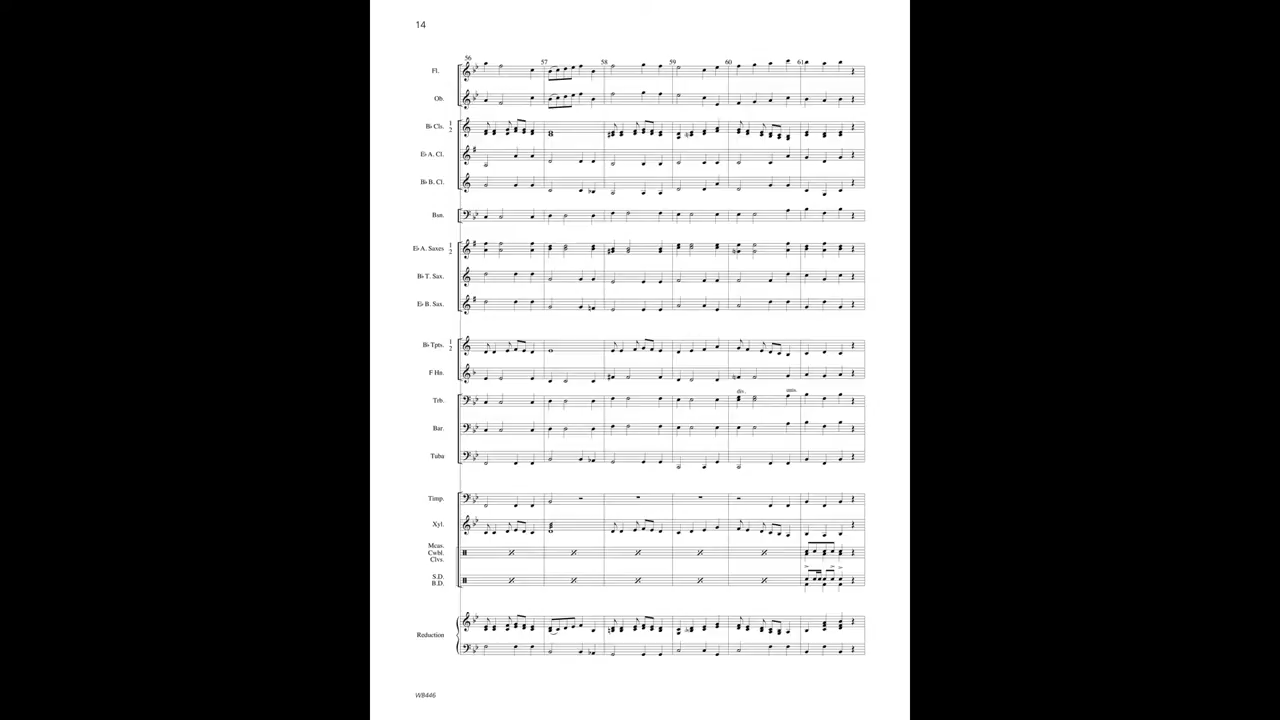 14
56 57 58 59 60 61
Fl.
Ob.
B♭ Cls. 1 2
E♭ A. Cl.
B♭ B. Cl.
Bsn.
E♭ A. Saxes 1 2
B♭ T. Sax.
E♭ B. Sax.
B♭ Tpts. 1 2
F Hn.
div. unis.
Trb.
Bar.
Tuba
Timp.
Xyl.
Mcas.
Cwbl.
Clvs.
S.D.
B.D.
Reduction
WB446